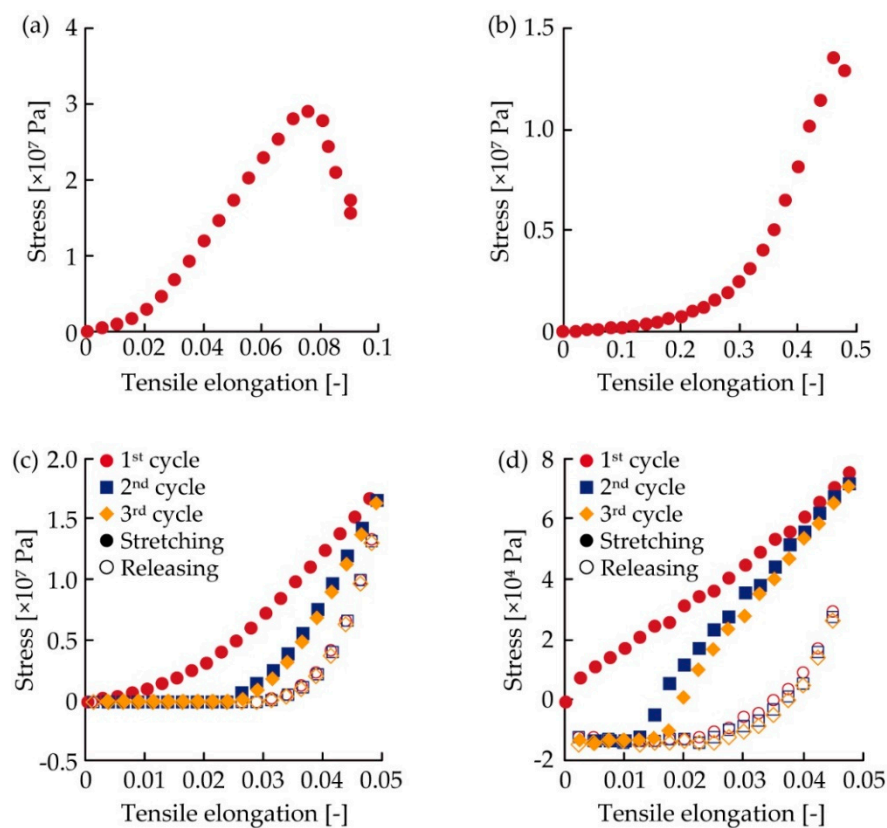 (a)
4
3
2
1
0
Stress [×10⁷ Pa]
0 0.02 0.04 0.06 0.08 0.1
Tensile elongation [-]
(b)
1.5
1.0
0.5
0
Stress [×10⁷ Pa]
0 0.1 0.2 0.3 0.4 0.5
Tensile elongation [-]
(c)
2.0
1.5
1.0
0.5
0
-0.5
Stress [×10⁷ Pa]
1ˢᵗ cycle
2ⁿᵈ cycle
3ʳᵈ cycle
Stretching
Releasing
0 0.01 0.02 0.03 0.04 0.05
Tensile elongation [-]
(d)
8
6
4
2
0
-2
Stress [×10⁴ Pa]
1ˢᵗ cycle
2ⁿᵈ cycle
3ʳᵈ cycle
Stretching
Releasing
0 0.01 0.02 0.03 0.04 0.05
Tensile elongation [-]